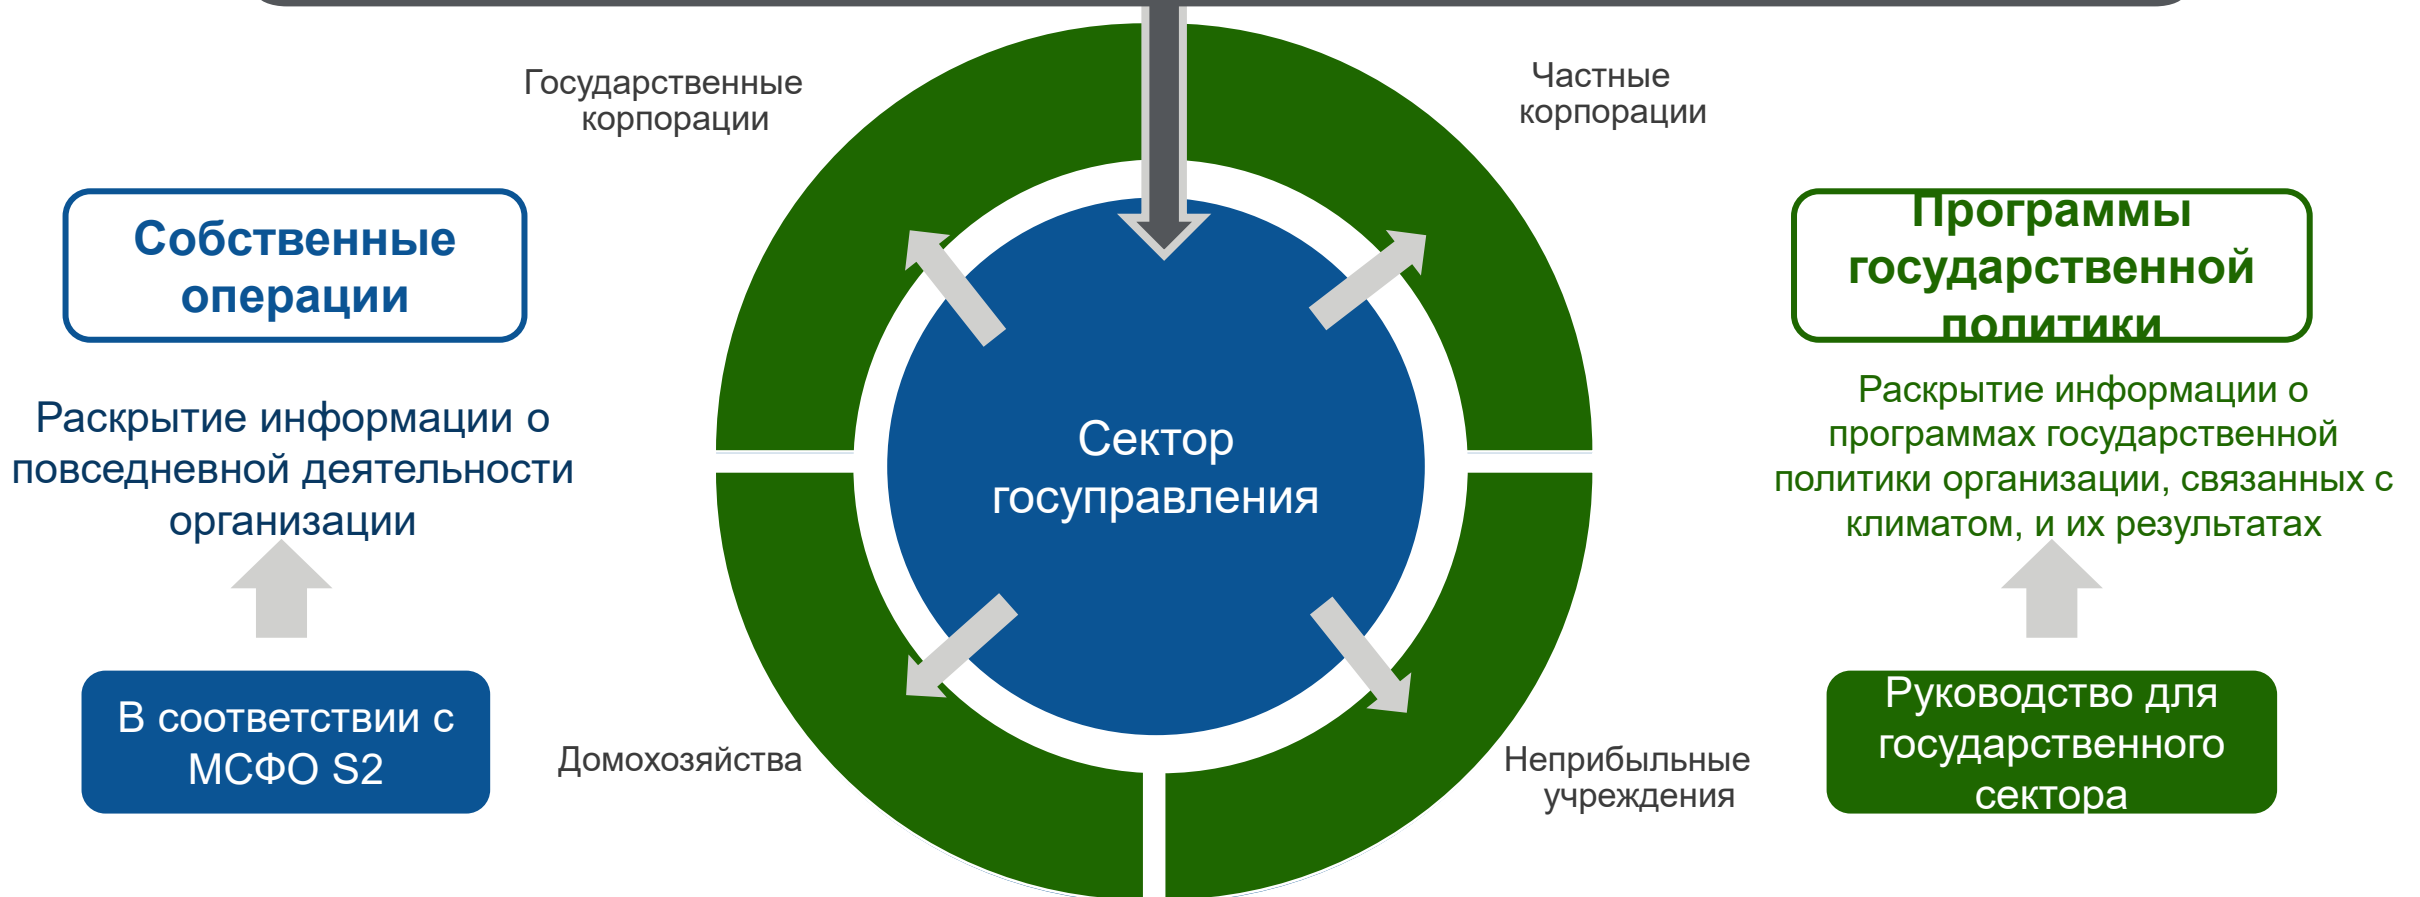 Государственные
корпорации
Частные
корпорации
Собственные
операции
Программы
государственной
политики
Раскрытие информации о
повседневной деятельности
организации
Сектор
госуправления
Раскрытие информации о
программах государственной
политики организации, связанных с
климатом, и их результатах
В соответствии с
МСФО S2
Домохозяйства
Неприбыльные
учреждения
Руководство для
государственного
сектора